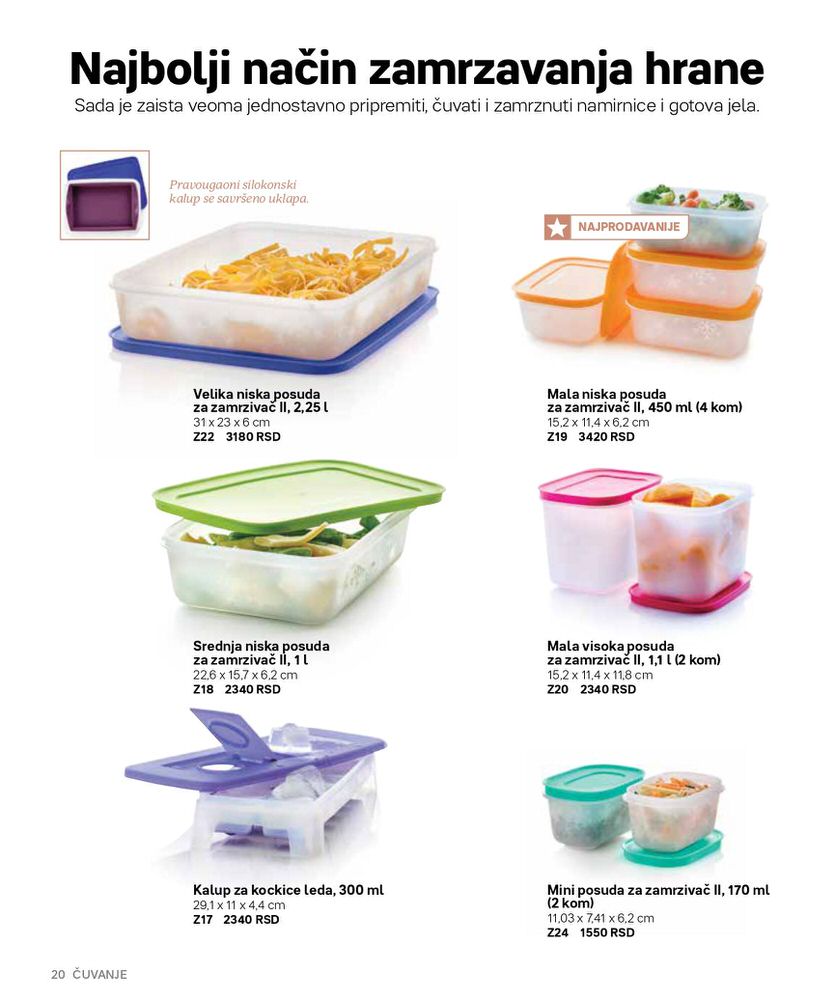 Najbolji način zamrzavanja hrane
Sada je zaista veoma jednostavno pripremiti, čuvati i zamrznuti namirnice i gotova jela.
Pravougaoni silokonski
kalup se savršeno uklapa.
NAJPRODAVANIJE
Velika niska posuda
za zamrzivač II, 2,25 l
31 x 23 x 6 cm
Z22 3180 RSD
Mala niska posuda
za zamrzivač II, 450 ml (4 kom)
15,2 x 11,4 x 6,2 cm
Z19 3420 RSD
Srednja niska posuda
za zamrzivač II, 1 l
22,6 x 15,7 x 6,2 cm
Z18 2340 RSD
Mala visoka posuda
za zamrzivač II, 1,1 l (2 kom)
15,2 x 11,4 x 11,8 cm
Z20 2340 RSD
Kalup za kockice leda, 300 ml
29,1 x 11 x 4,4 cm
Z17 2340 RSD
Mini posuda za zamrzivač II, 170 ml
(2 kom)
11,03 x 7,41 x 6,2 cm
Z24 1550 RSD
20 ČUVANJE